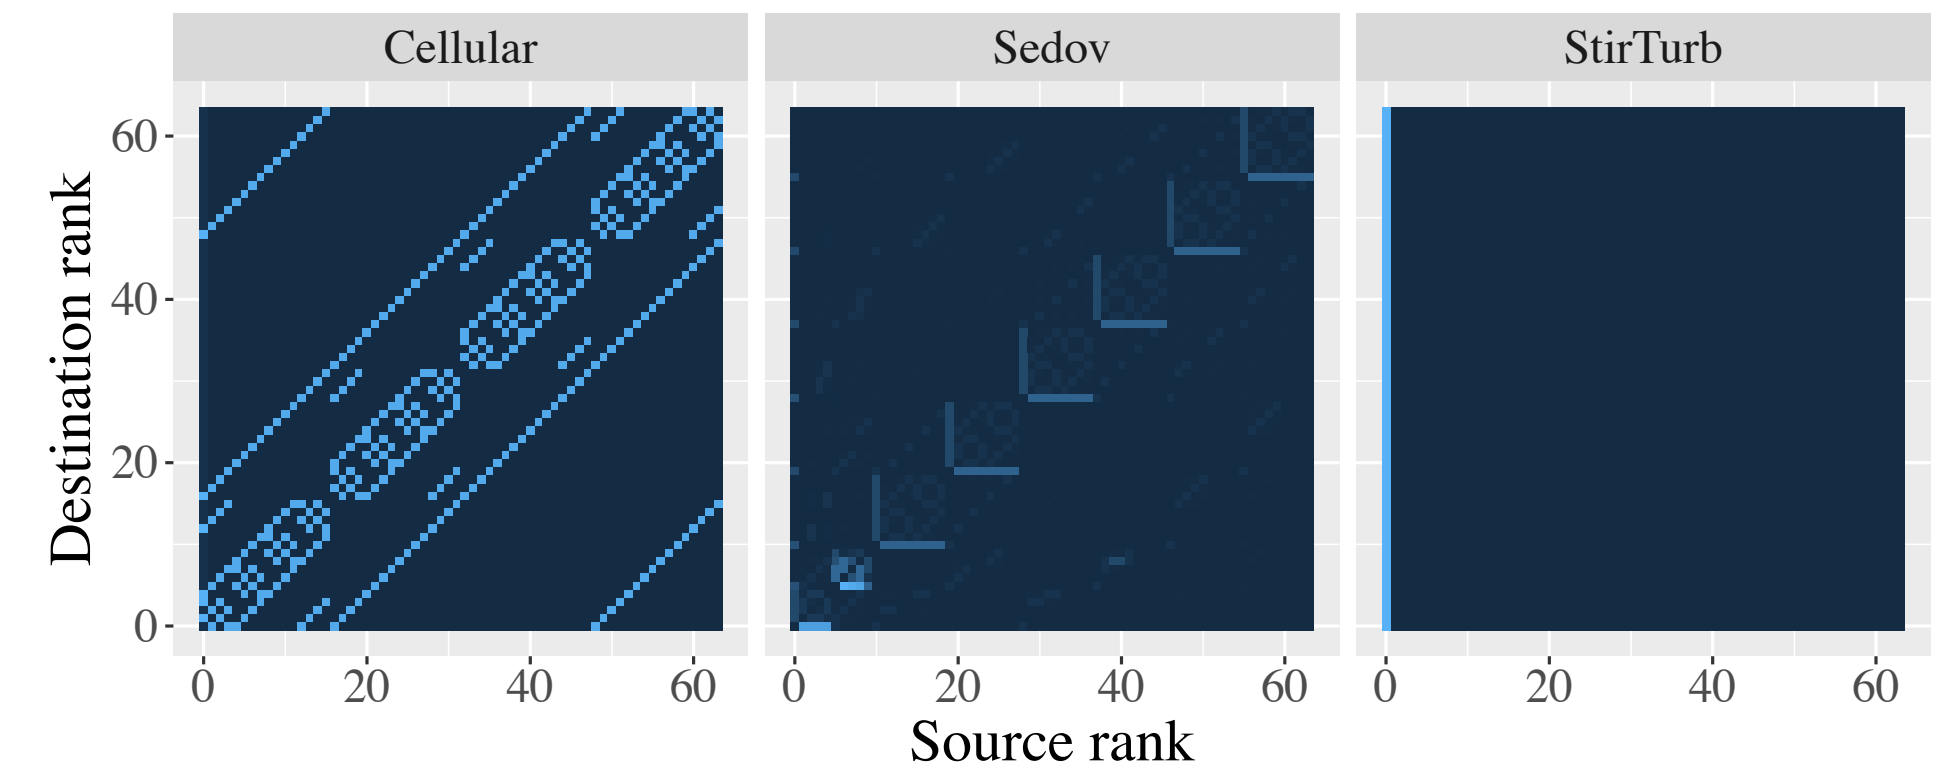 Cellular
Sedov
StirTurb
Destination rank
60
40
20
0
0 20 40 60
0 20 40 60
0 20 40 60
Source rank